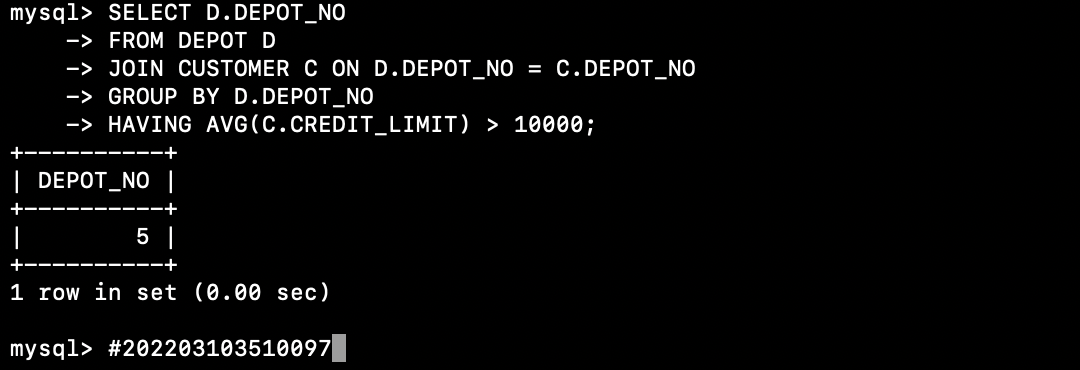 mysql> SELECT D.DEPOT_NO
    -> FROM DEPOT D
    -> JOIN CUSTOMER C ON D.DEPOT_NO = C.DEPOT_NO
    -> GROUP BY D.DEPOT_NO
    -> HAVING AVG(C.CREDIT_LIMIT) > 10000;
+----------+
| DEPOT_NO |
+----------+
|        5 |
+----------+
1 row in set (0.00 sec)
mysql> #202203103510097